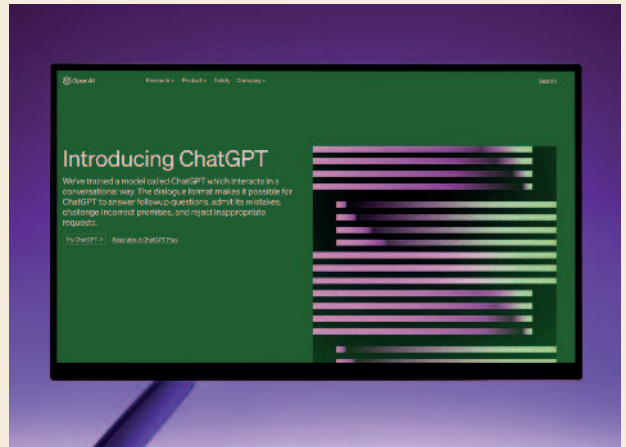 OpenAI
Research Product Safety Company
Search
Introducing ChatGPT
We've trained a model called ChatGPT which interacts in a
conversational way. The dialogue format makes it possible for
ChatGPT to answer followup questions, admit its mistakes,
challenge incorrect premises, and reject inappropriate
requests.
Try ChatGPT ↗ Read about ChatGPT Plus